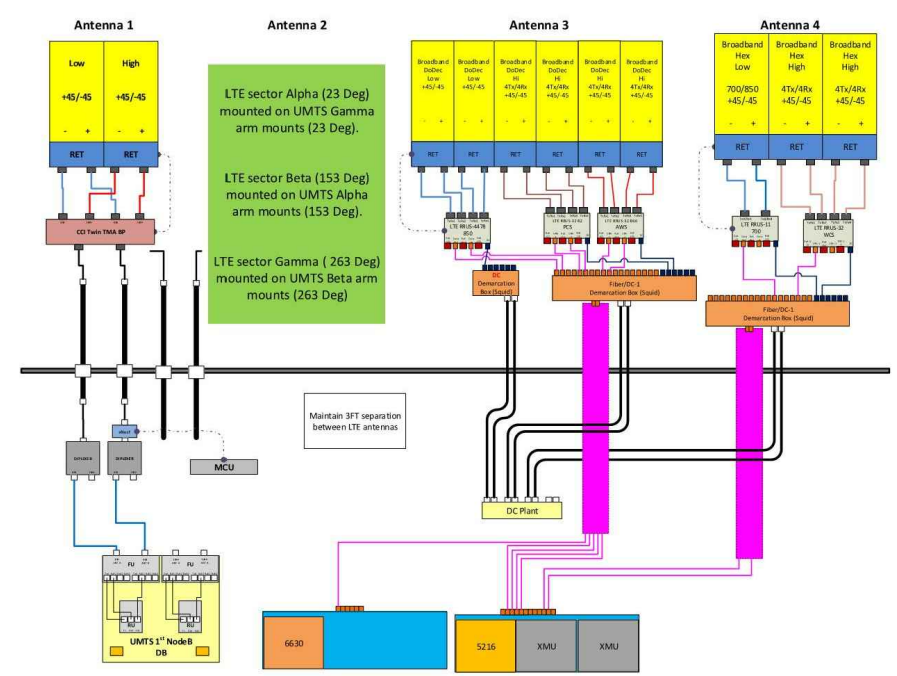 Antenna 1
Antenna 2
Antenna 3
Antenna 4
Low
High
+45/-45
+45/-45
- +
- +
RET
RET
CCI Twin TMA BP
LTE sector Alpha (23 Deg)
mounted on UMTS Gamma
arm mounts (23 Deg).
LTE sector Beta (153 Deg)
mounted on UMTS Alpha
arm mounts (153 Deg).
LTE sector Gamma ( 263 Deg)
mounted on UMTS Beta arm
mounts (263 Deg)
Broadband
DoDec
Low
+45/-45
- +
Broadband
DoDec
Low
+45/-45
- +
Broadband
DoDec
Hi
4Tx/4Rx
+45/-45
- +
Broadband
DoDec
Hi
4Tx/4Rx
+45/-45
- +
Broadband
DoDec
Hi
4Tx/4Rx
+45/-45
- +
Broadband
DoDec
Hi
4Tx/4Rx
+45/-45
- +
RET
RET
RET
RET
RET
RET
Broadband
Hex
Low
700/850
+45/-45
- +
Broadband
Hex
High
4Tx/4Rx
+45/-45
- +
Broadband
Hex
High
4Tx/4Rx
+45/-45
- +
RET
RET
RET
LTE RRUS-4478
850
PCS
AWS
LTE RRUS-11
700
LTE RRUS-32
WCS
DC
Demarcation
Box (Squid)
Fiber/DC-1
Demarcation Box (Squid)
Fiber/DC-1
Demarcation Box (Squid)
Maintain 3FT separation
between LTE antennas
MCU
DC Plant
FU
FU
RU
RU
UMTS 1st NodeB
DB
6630
5216
XMU
XMU